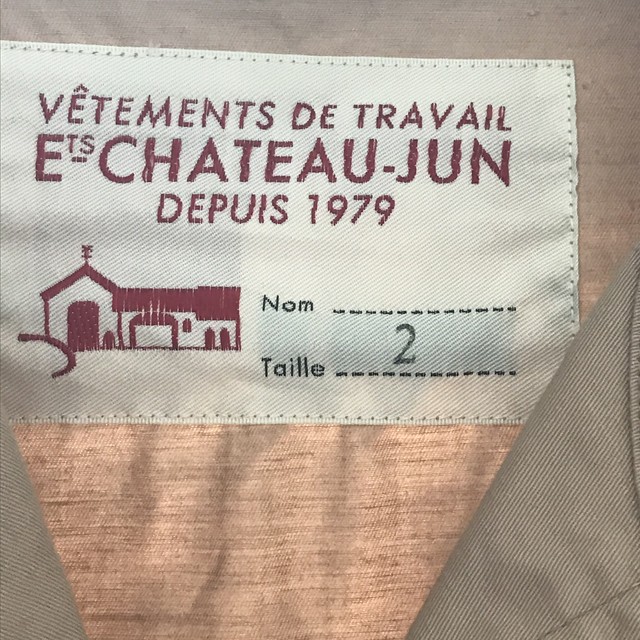 VÊTEMENTS DE TRAVAIL
ETS CHATEAU-JUN
DEPUIS 1979
Nom
Taille 2